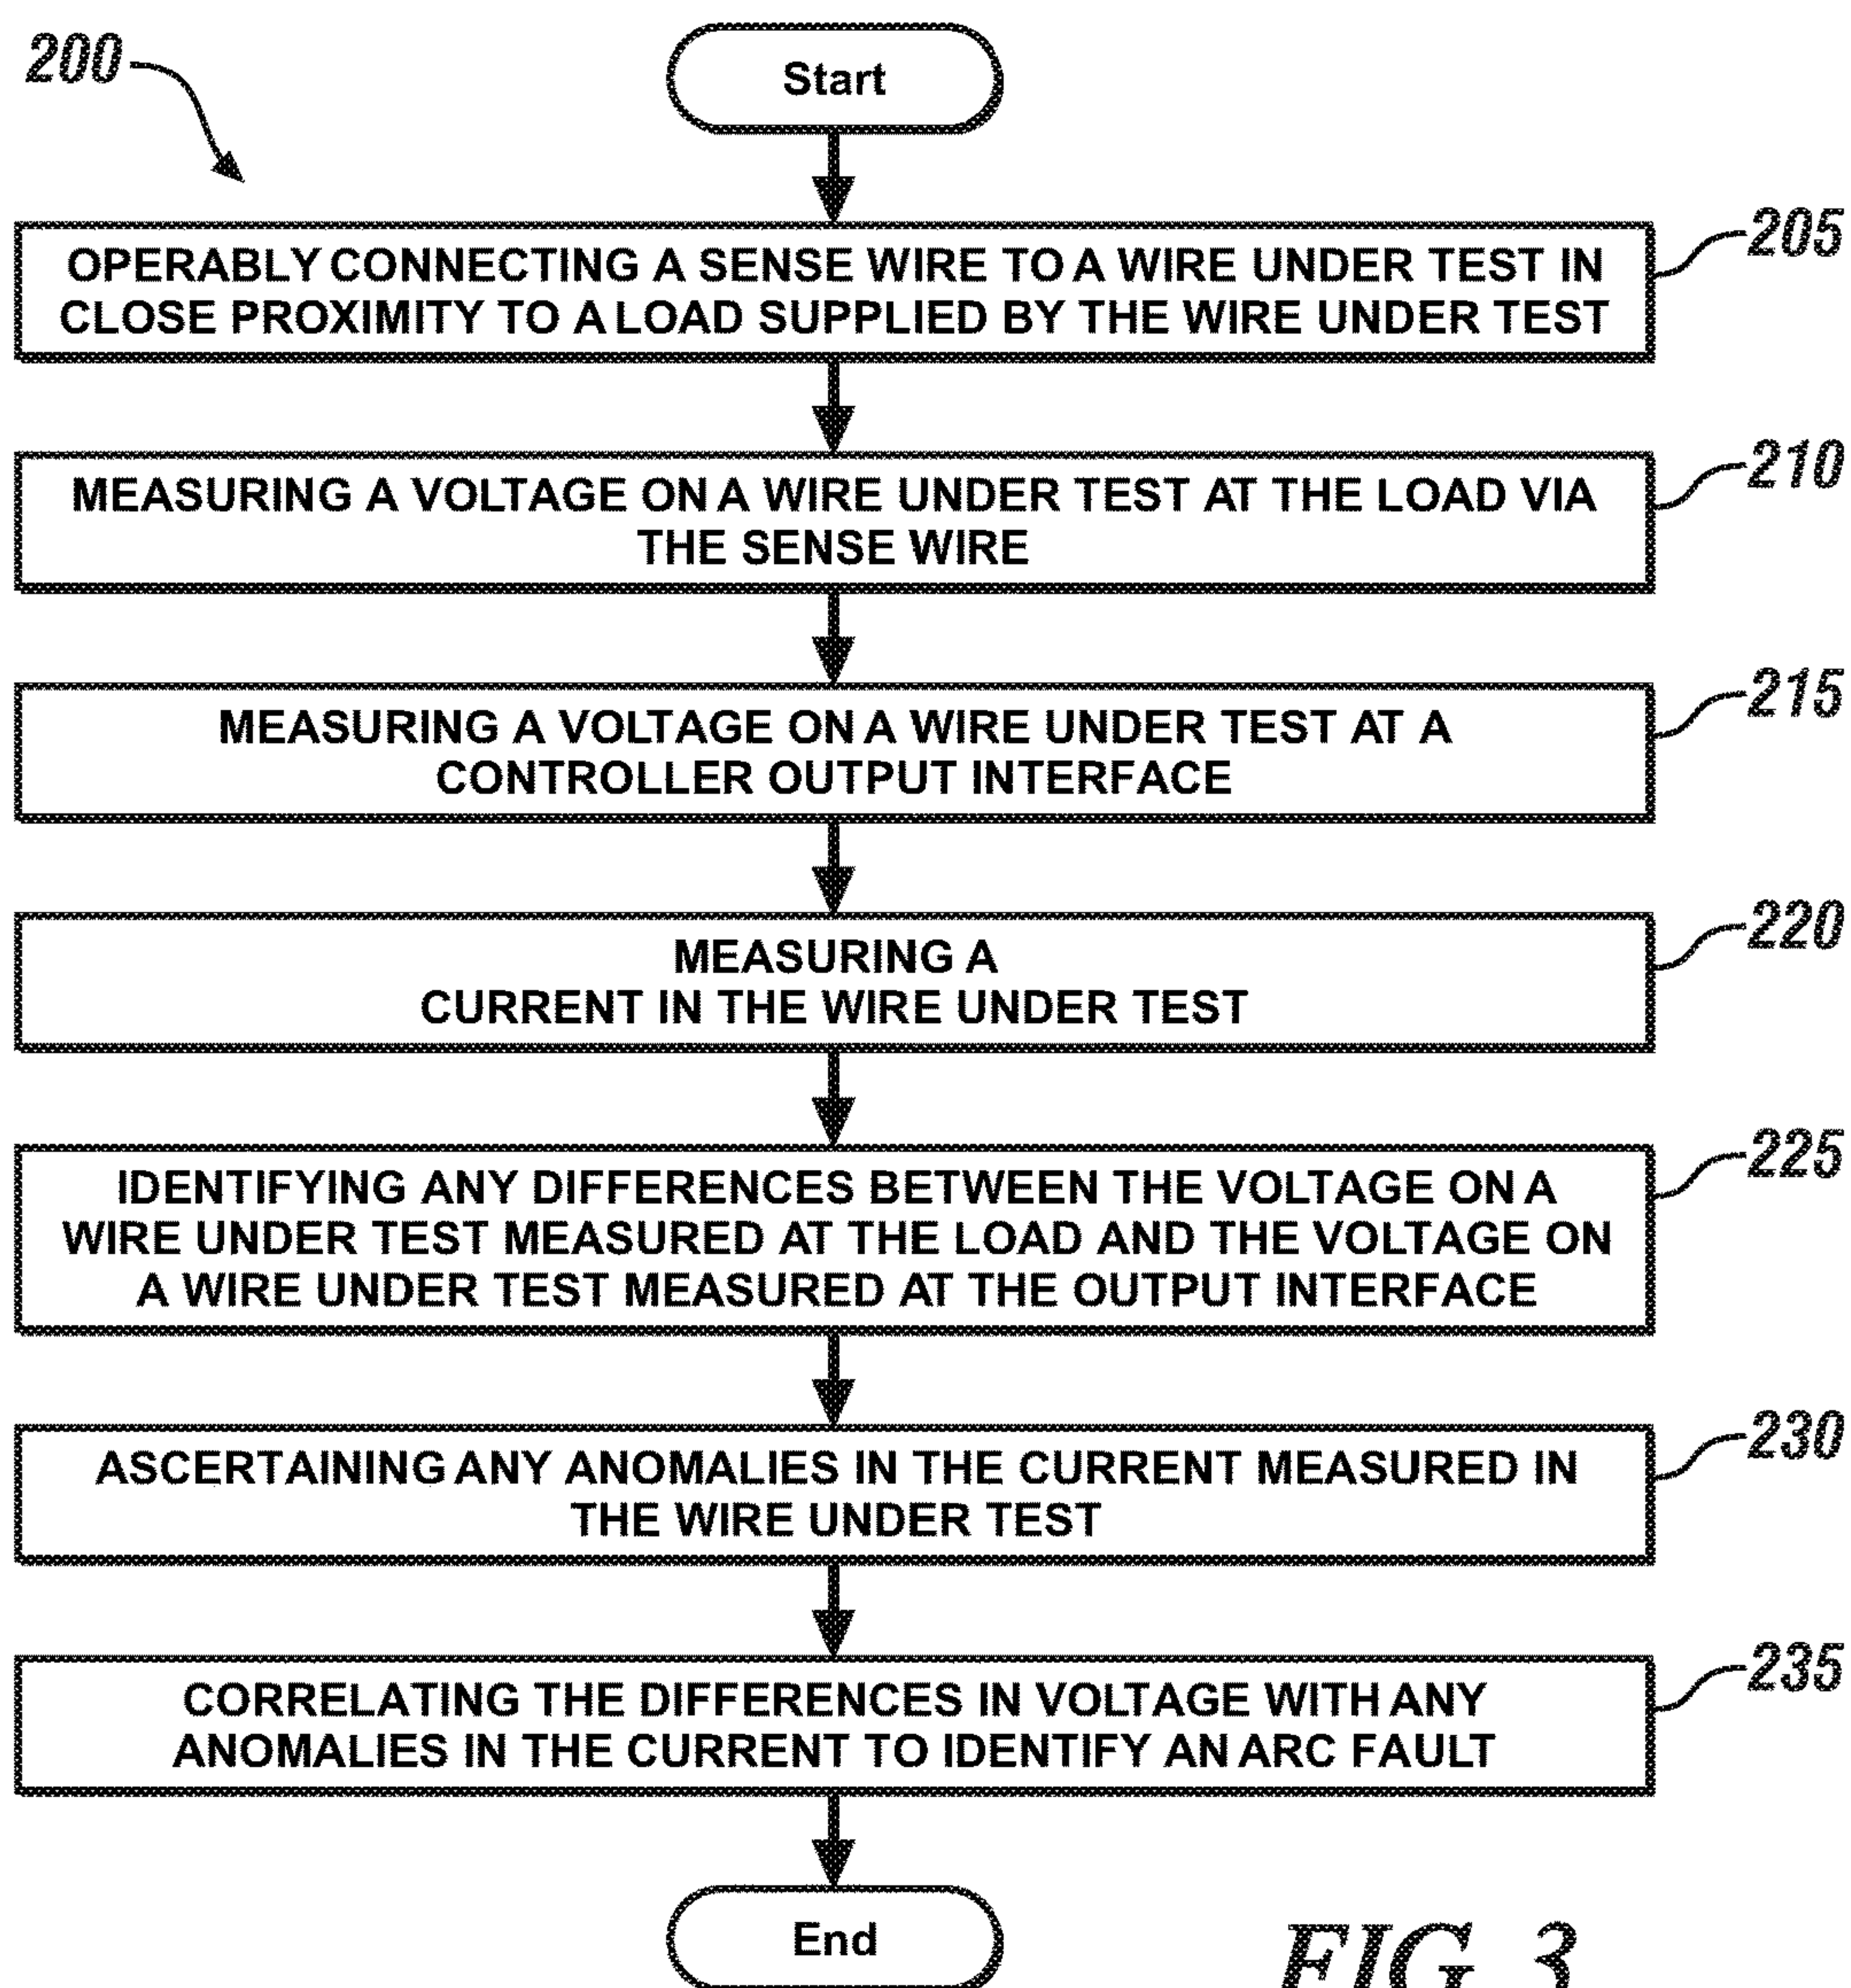 200
Start
205
OPERABLY CONNECTING A SENSE WIRE TO A WIRE UNDER TEST IN
CLOSE PROXIMITY TO A LOAD SUPPLIED BY THE WIRE UNDER TEST
210
MEASURING A VOLTAGE ON A WIRE UNDER TEST AT THE LOAD VIA
THE SENSE WIRE
215
MEASURING A VOLTAGE ON A WIRE UNDER TEST AT A
CONTROLLER OUTPUT INTERFACE
220
MEASURING A
CURRENT IN THE WIRE UNDER TEST
225
IDENTIFYING ANY DIFFERENCES BETWEEN THE VOLTAGE ON A
WIRE UNDER TEST MEASURED AT THE LOAD AND THE VOLTAGE ON
A WIRE UNDER TEST MEASURED AT THE OUTPUT INTERFACE
230
ASCERTAINING ANY ANOMALIES IN THE CURRENT MEASURED IN
THE WIRE UNDER TEST
235
CORRELATING THE DIFFERENCES IN VOLTAGE WITH ANY
ANOMALIES IN THE CURRENT TO IDENTIFY AN ARC FAULT
End
FIG. 3